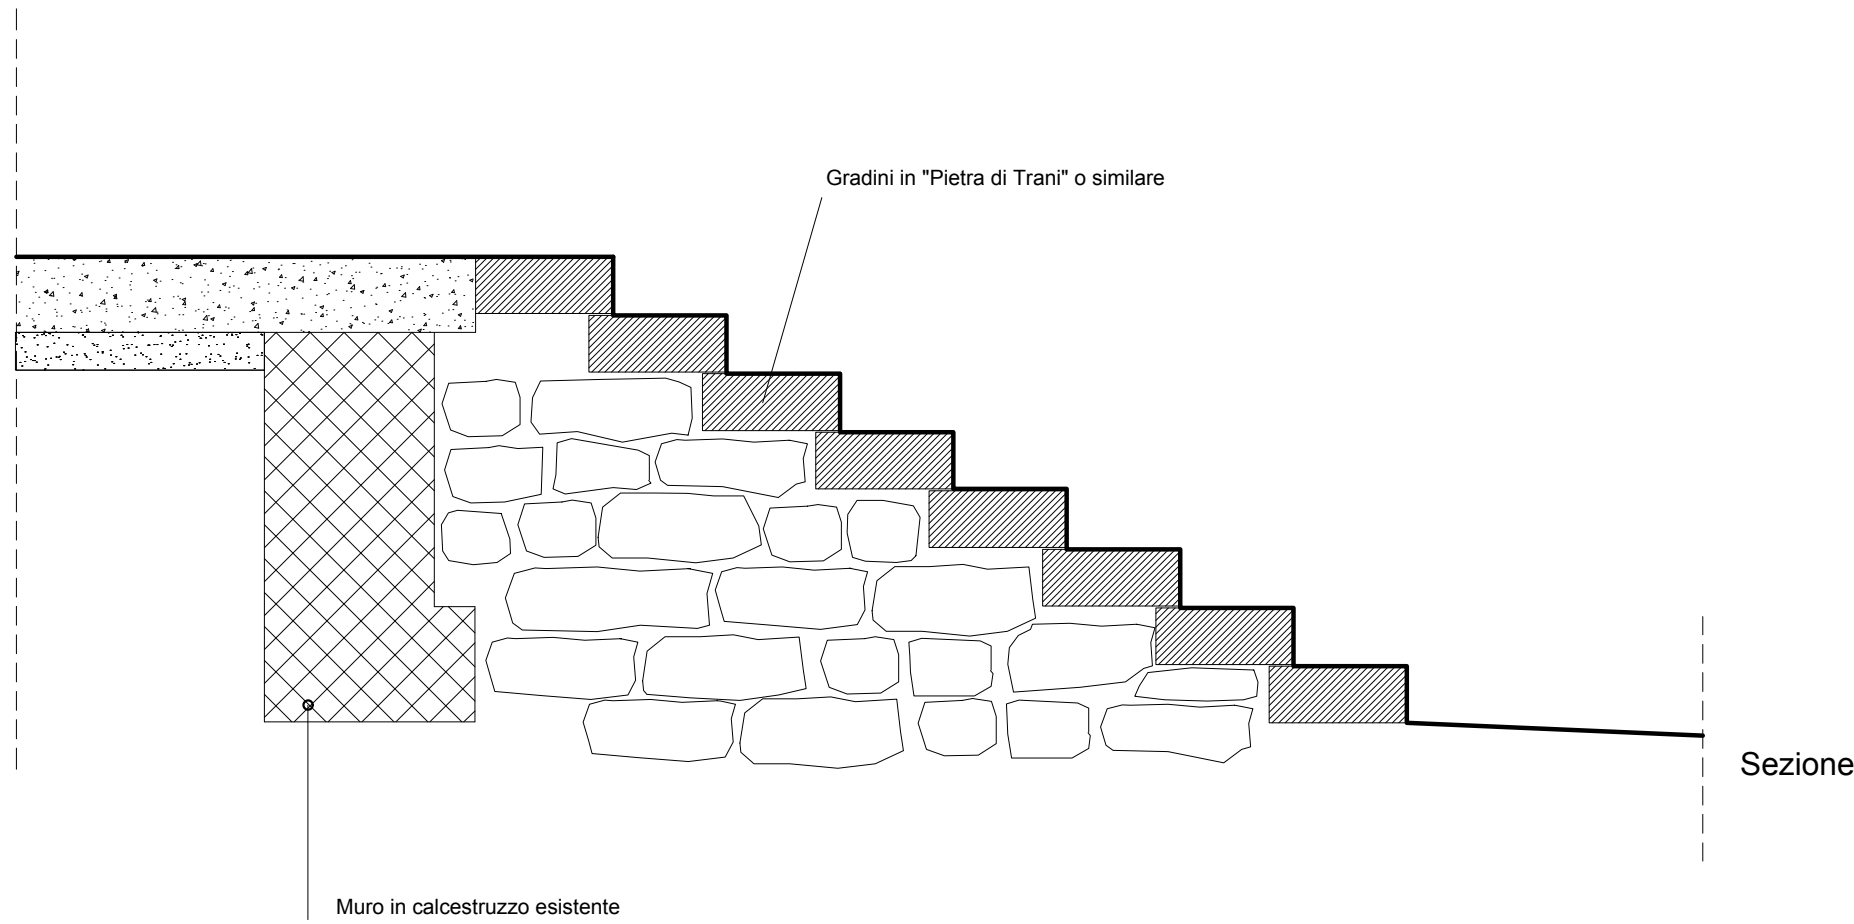 Gradini in "Pietra di Trani" o similare
Sezione
Muro in calcestruzzo esistente